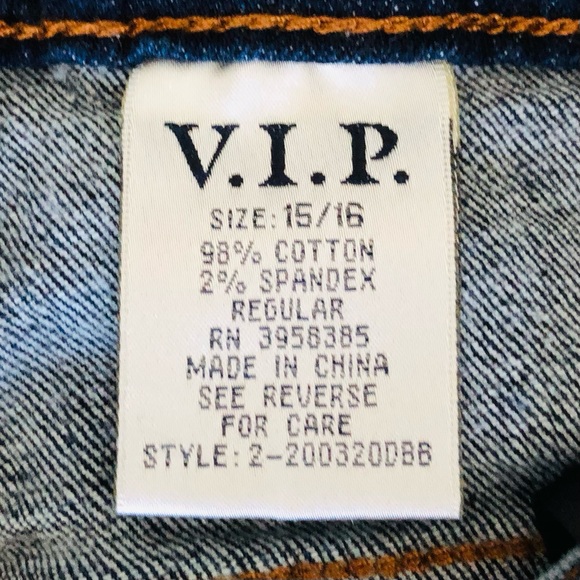 V.I.P.
SIZE: 15/16
98% COTTON
2% SPANDEX
REGULAR
RN 3958385
MADE IN CHINA
SEE REVERSE
FOR CARE
STYLE: 2-200320DBB